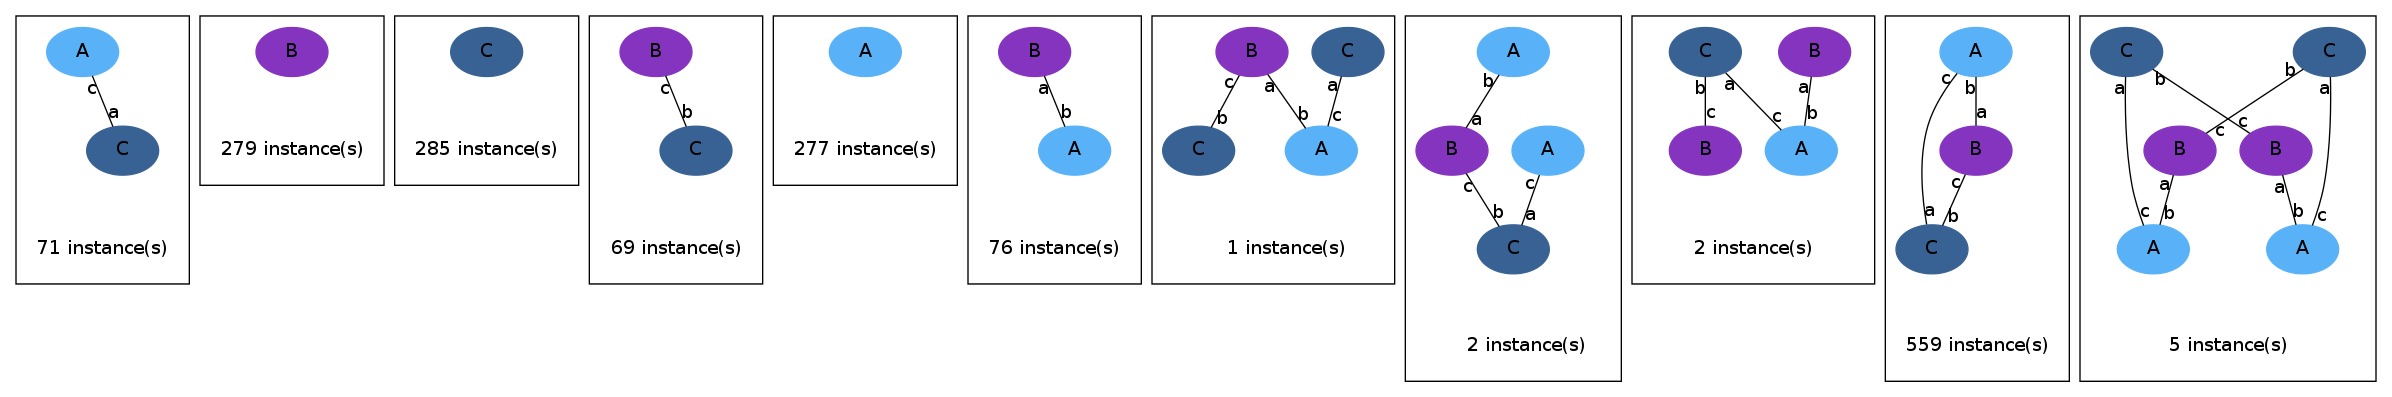 A
c
a
C
71 instance(s)
B
279 instance(s)
C
285 instance(s)
B
c
b
C
69 instance(s)
A
277 instance(s)
B
a
b
A
76 instance(s)
B C
c a a
b b c
C A
1 instance(s)
A
b
a
B A
c c
b a
C
2 instance(s)
C B
b a a
c c b
B A
2 instance(s)
A
c b
a
B
c
a b
C
559 instance(s)
C C
a b b a
c c
B B
a a
c b b c
A A
5 instance(s)